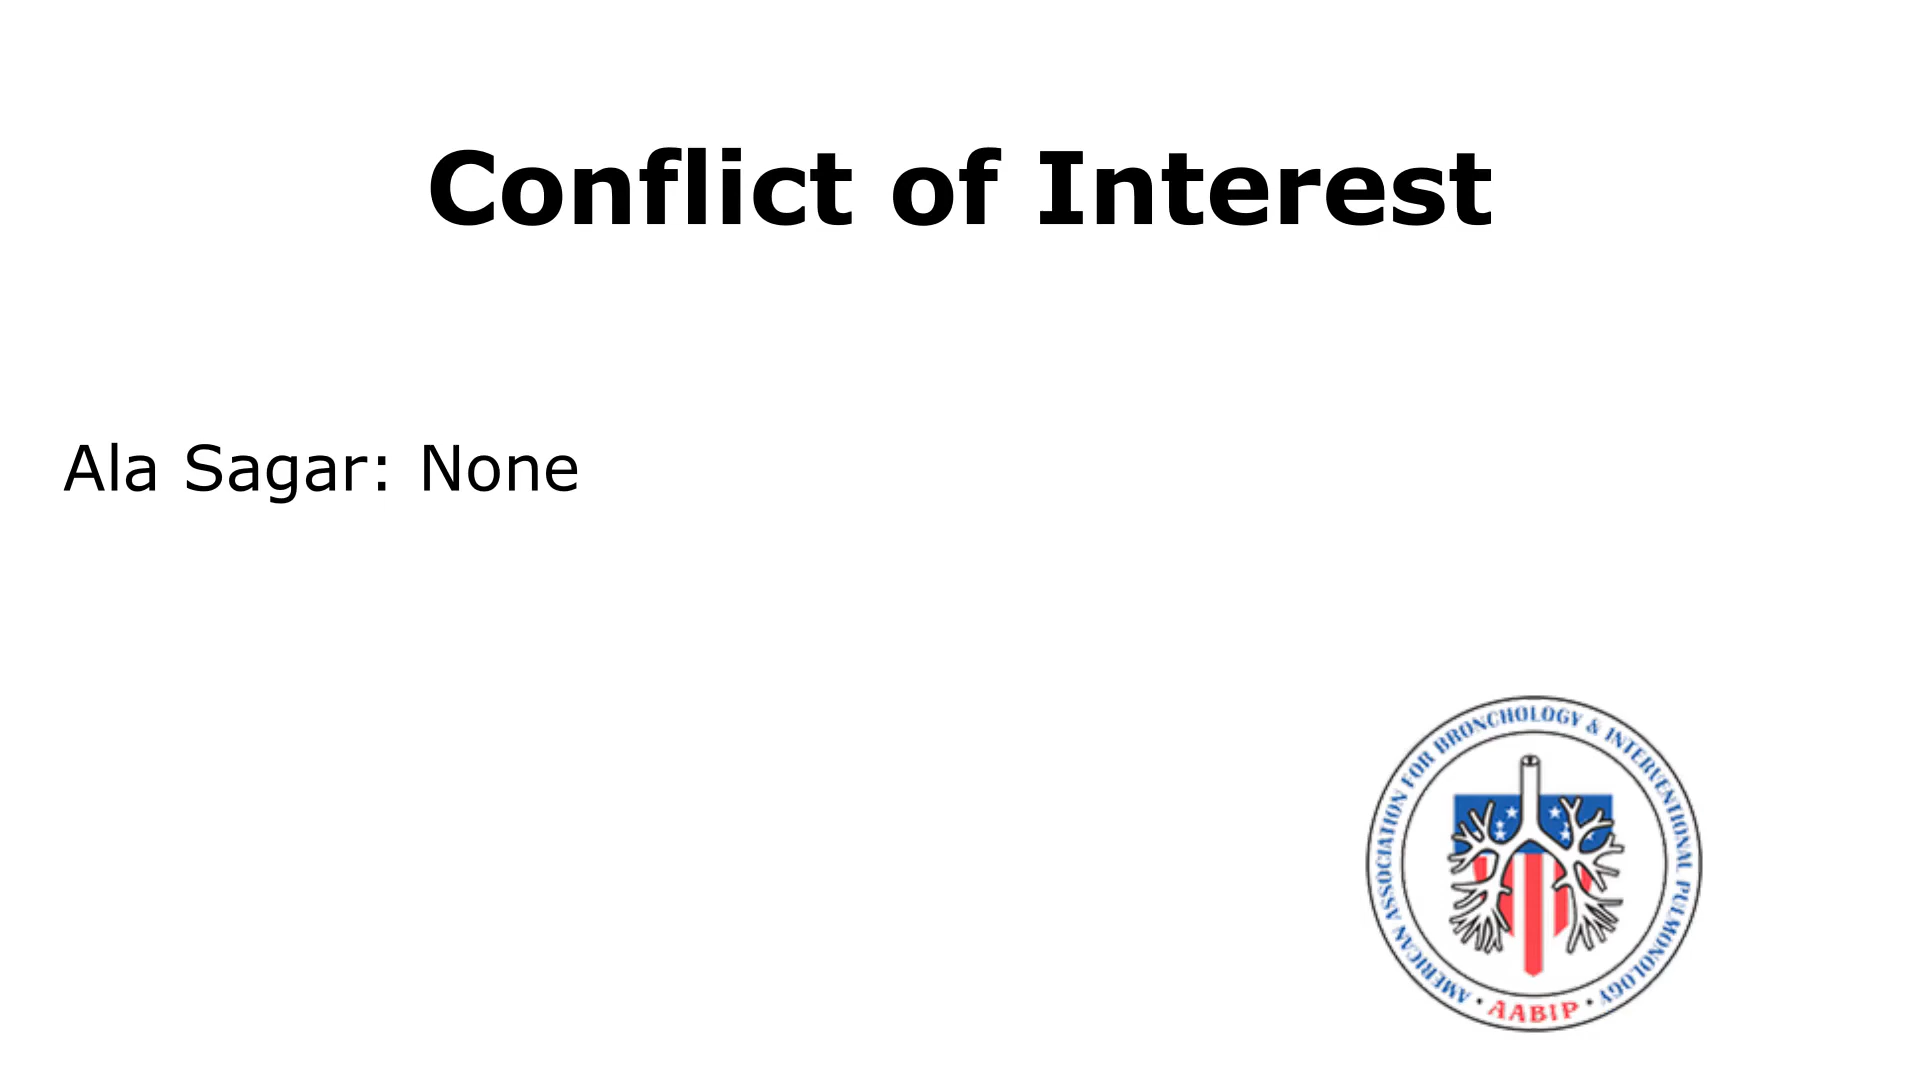 Conflict of Interest
Ala Sagar: None
AMERICAN ASSOCIATION FOR BRONCHOLOGY & INTERVENTIONAL PULMONOLOGY
• AABIP •